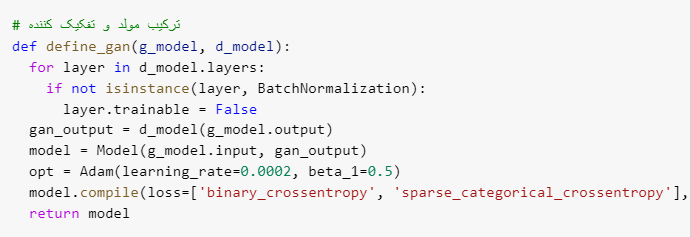 # ترکیب مولد و تفکیک کننده
def define_gan(g_model, d_model):
  for layer in d_model.layers:
    if not isinstance(layer, BatchNormalization):
      layer.trainable = False
  gan_output = d_model(g_model.output)
  model = Model(g_model.input, gan_output)
  opt = Adam(learning_rate=0.0002, beta_1=0.5)
  model.compile(loss=['binary_crossentropy', 'sparse_categorical_crossentropy'],
  return model